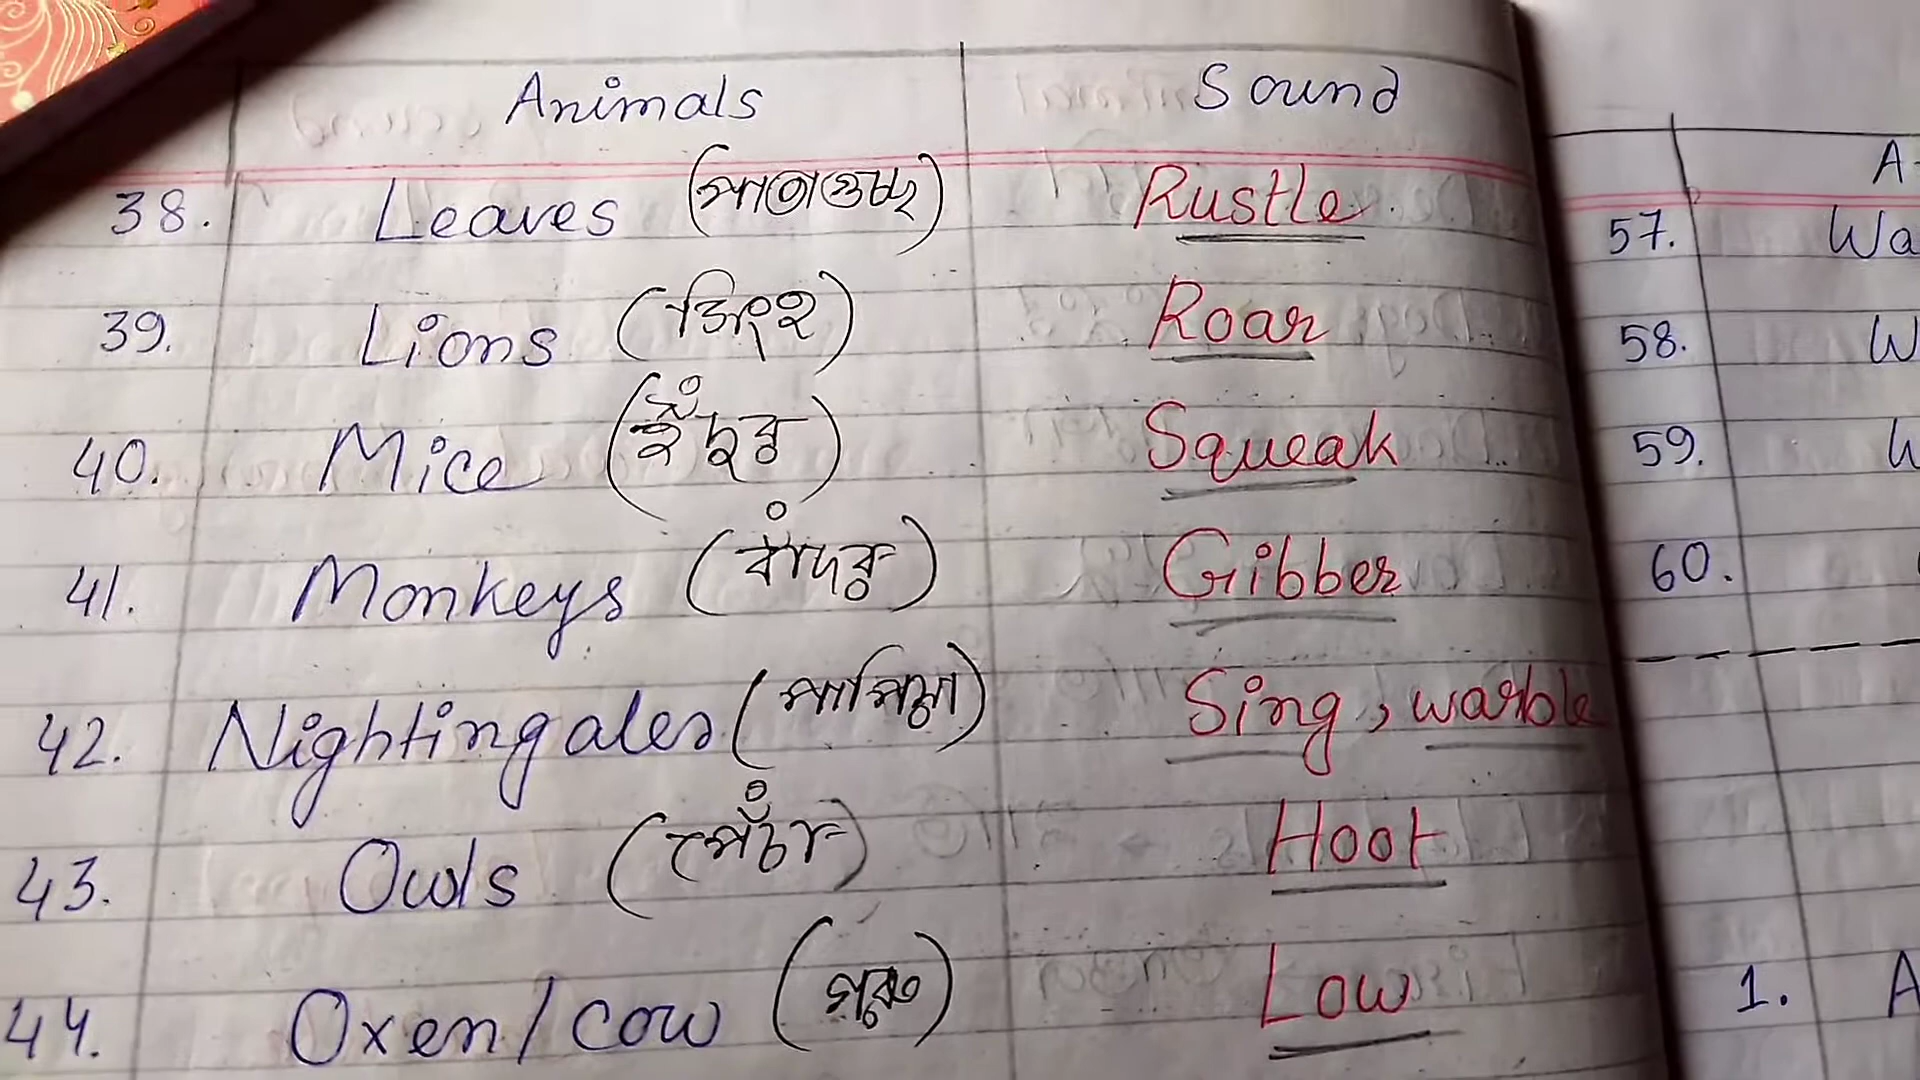 Animals Sound
38. Leaves (পাতাগুচ্ছ) Rustle
39. Lions (সিংহ) Roar
40. Mice (ইঁদুর) Squeak
41. Monkeys (বাঁদর) Gibber
42. Nightingales (পাপিয়া) Sing, warble
43. Owls (পেঁচা) Hoot
44. Oxen/cow (গরু) Low
A
57. Wa
58. W
59. W
60.
1. A